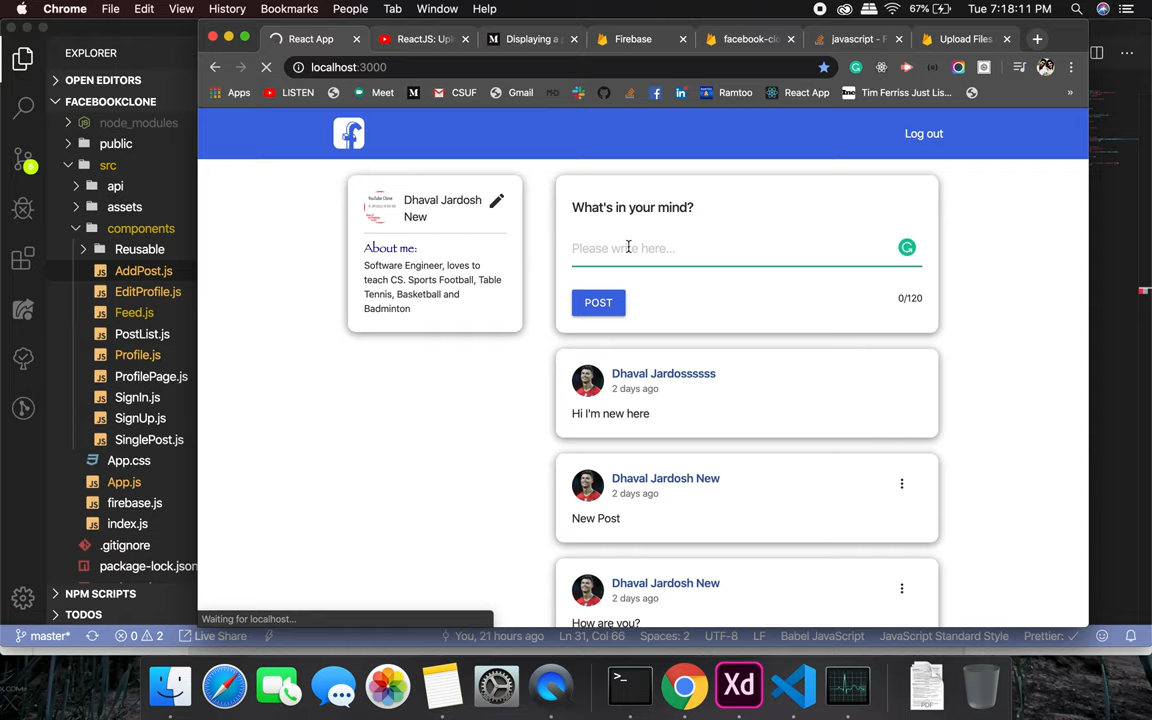 Chrome File Edit View History Bookmarks People Tab Window Help 67% Tue 7:18:11 PM
React App ReactJS: Upl Displaying a Firebase facebook-clo javascript - F Upload Files
localhost:3000
Apps LISTEN Meet CSUF Gmail Ramtoo React App Tim Ferriss Just Lis... »
EXPLORER
OPEN EDITORS
FACEBOOKCLONE
node_modules
public
src
api
assets
components
Reusable
AddPost.js
EditProfile.js
Feed.js
PostList.js
Profile.js
ProfilePage.js
SignIn.js
SignUp.js
SinglePost.js
App.css
App.js
firebase.js
index.js
.gitignore
package-lock.json
NPM SCRIPTS
TODOS
Log out
Dhaval Jardosh
New
About me:
Software Engineer, loves to
teach CS. Sports Football, Table
Tennis, Basketball and
Badminton
What's in your mind?
Please write here...
POST
0/120
Dhaval Jardossssss
2 days ago
Hi I'm new here
Dhaval Jardosh New
2 days ago
New Post
Dhaval Jardosh New
2 days ago
How are you?
Waiting for localhost...
master* 0 2 Live Share You, 21 hours ago Ln 31, Col 66 Spaces: 2 UTF-8 LF Babel JavaScript JavaScript Standard Style Prettier: ✓
Xd
PDF